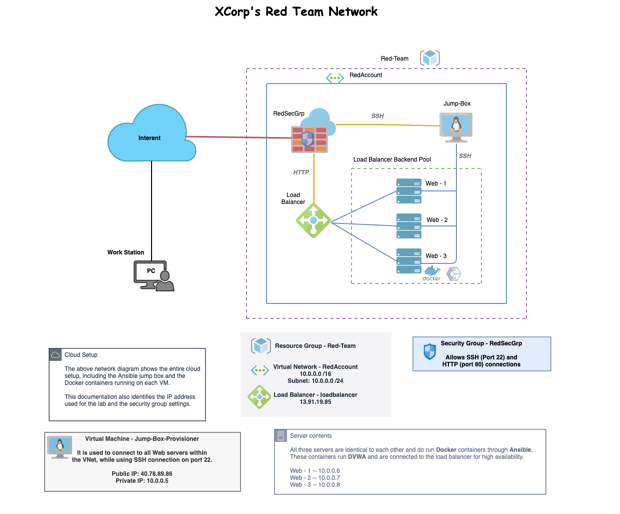 XCorp's Red Team Network
Red-Team
RedAccount
RedSecGrp
Jump-Box
SSH
Interent
SSH
HTTP
Load Balancer Backend Pool
Load
Balancer
Web - 1
Web - 2
Web - 3
docker
Work Station
PC
Cloud Setup
The above network diagram shows the entire cloud
setup, including the Ansible jump box and the
Docker containers running on each VM.
This documentation also identifies the IP address
used for the lab and the security group settings.
Resource Group - Red-Team
Virtual Network - RedAccount
10.0.0.0 /16
Subnet: 10.0.0.0 /24
Load Balancer - loadbalancer
13.91.19.85
Security Group - RedSecGrp
Allows SSH (Port 22) and
HTTP (port 80) connections
Virtual Machine - Jump-Box-Provisioner
It is used to connect to all Web servers within
the VNet, while using SSH connection on port 22.
Public IP: 40.78.89.86
Private IP: 10.0.0.5
Server contents
All three servers are identical to each other and do run Docker containers through Ansible.
These containers run DVWA and are connected to the load balancer for high availability.
Web - 1 -- 10.0.0.6
Web - 2 -- 10.0.0.7
Web - 3 -- 10.0.0.8